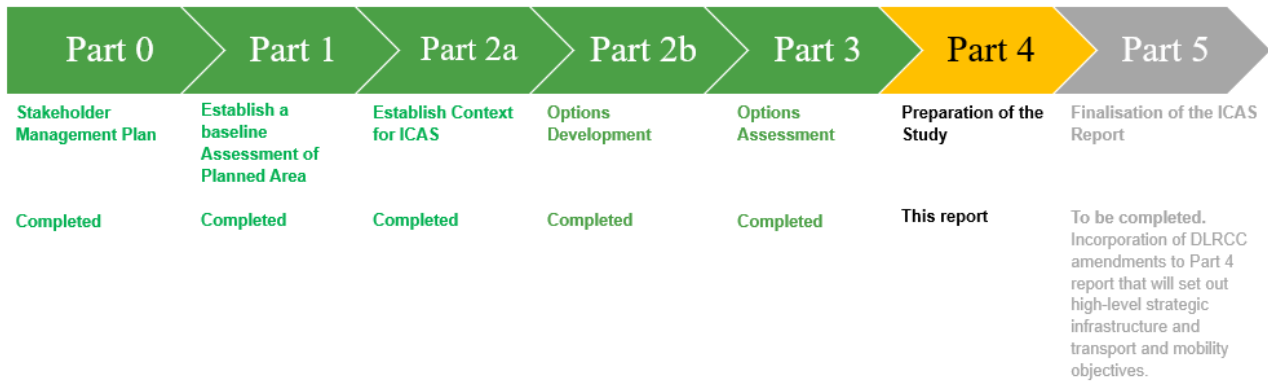 Part 0
Part 1
Part 2a
Part 2b
Part 3
Part 4
Part 5
Stakeholder
Management Plan
Establish a
baseline
Assessment of
Planned Area
Establish Context
for ICAS
Options
Development
Options
Assessment
Preparation of the
Study
Finalisation of the ICAS
Report
Completed
Completed
Completed
Completed
Completed
This report
To be completed.
Incorporation of DLRCC
amendments to Part 4
report that will set out
high-level strategic
infrastructure and
transport and mobility
objectives.